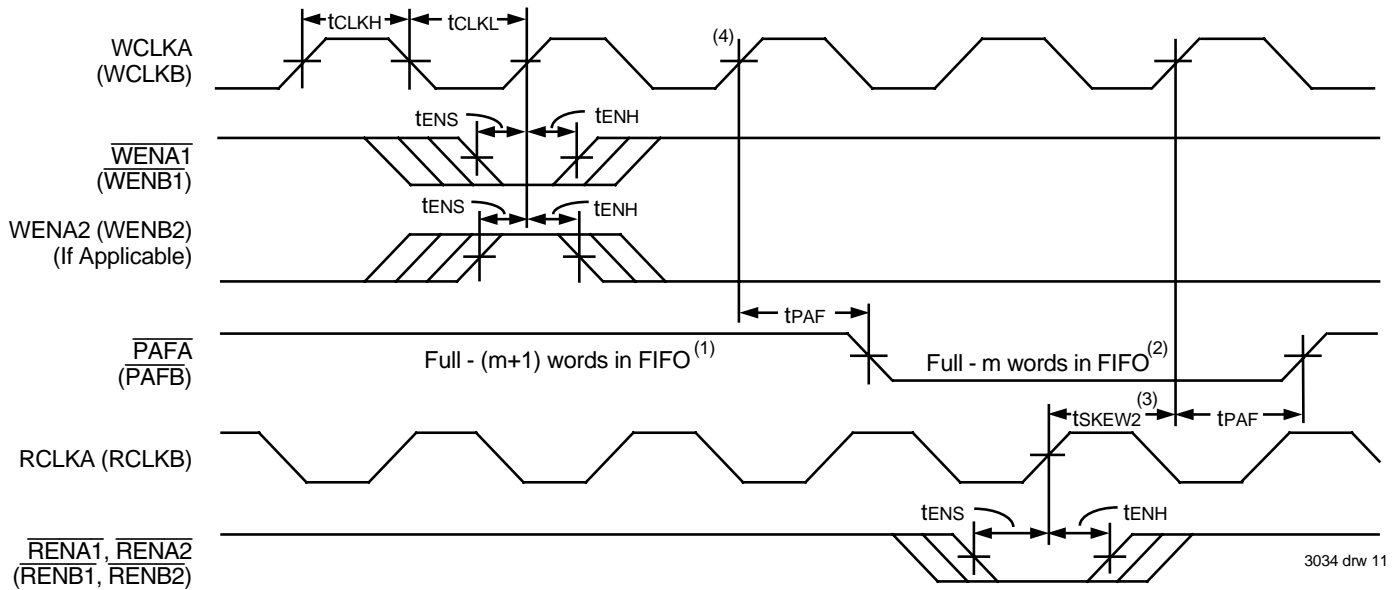 tCLKH
tCLKL
(4)
WCLKA
(WCLKB)
tENS
tENH
WENA1
(WENB1)
tENS
tENH
WENA2 (WENB2)
(If Applicable)
tPAF
PAFA
(PAFB)
Full - (m+1) words in FIFO(1)
Full - m words in FIFO(2)
(3)
tSKEW2
tPAF
RCLKA (RCLKB)
tENS
tENH
RENA1, RENA2
(RENB1, RENB2)
3034 drw 11